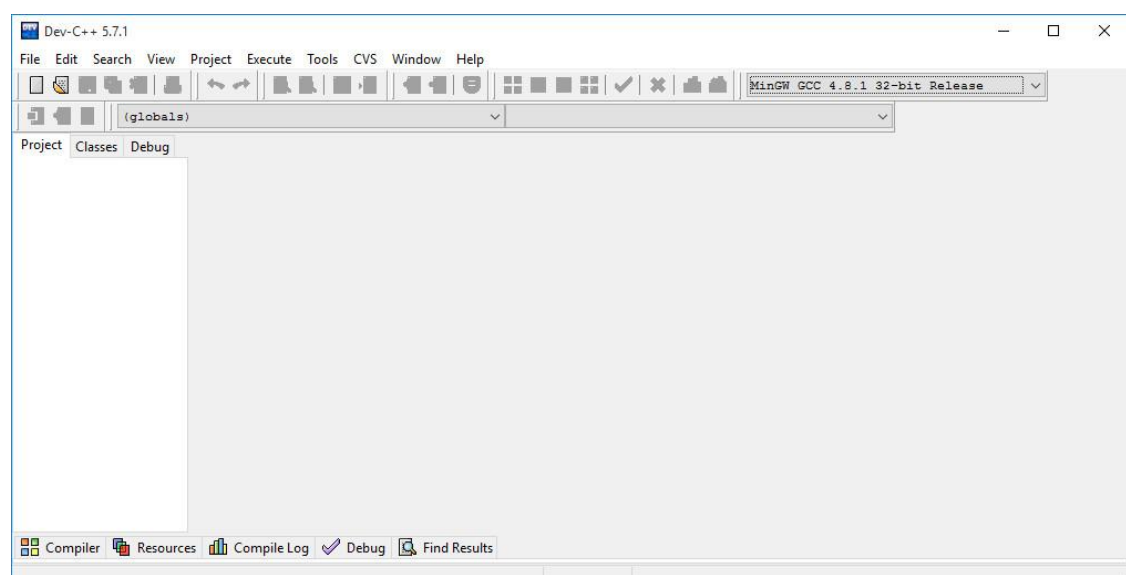 Dev-C++ 5.7.1
File Edit Search View Project Execute Tools CVS Window Help
MinGW GCC 4.8.1 32-bit Release
(globals)
Project Classes Debug
Compiler Resources Compile Log Debug Find Results